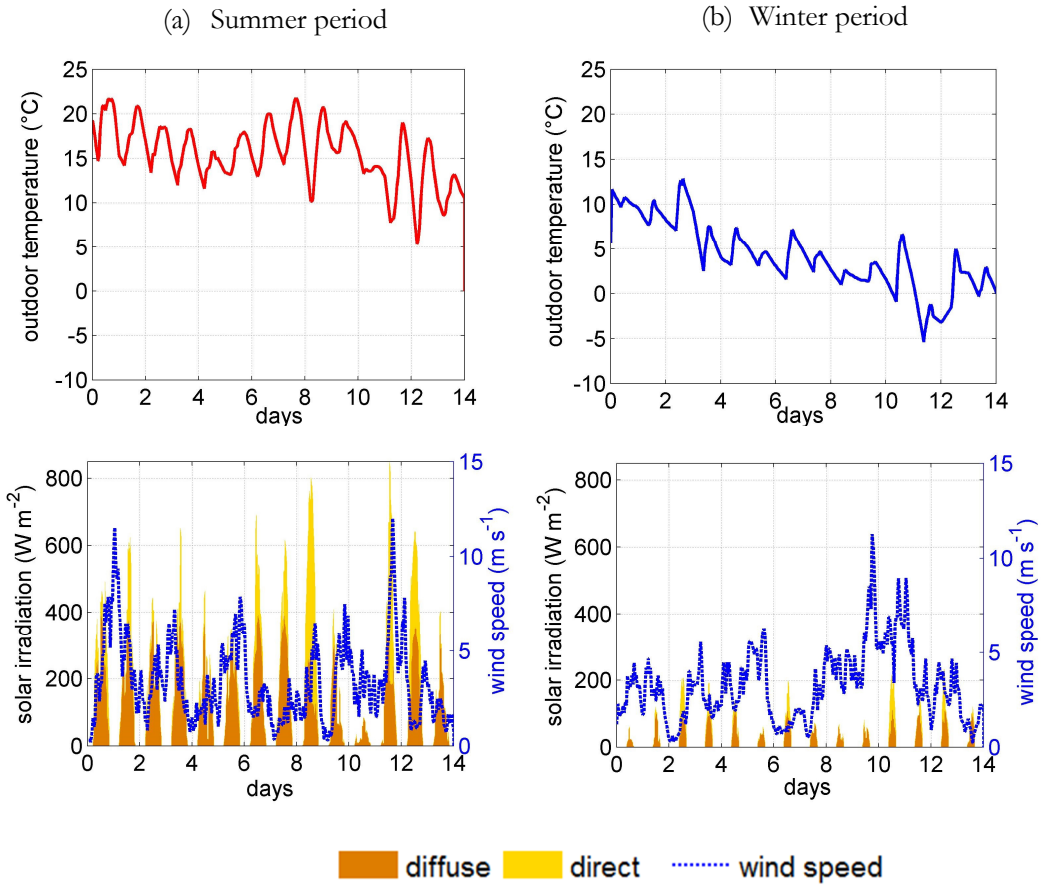 (a) Summer period
(b) Winter period
25
20
15
10
5
0
-5
-10
outdoor temperature (°C)
0 2 4 6 8 10 12 14
days
25
20
15
10
5
0
-5
-10
outdoor temperature (°C)
0 2 4 6 8 10 12 14
days
800
600
400
200
0
solar irradiation (W m⁻²)
15
10
5
0
wind speed (m s⁻¹)
0 2 4 6 8 10 12 14
days
800
600
400
200
0
solar irradiation (W m⁻²)
15
10
5
0
wind speed (m s⁻¹)
0 2 4 6 8 10 12 14
days
diffuse direct wind speed